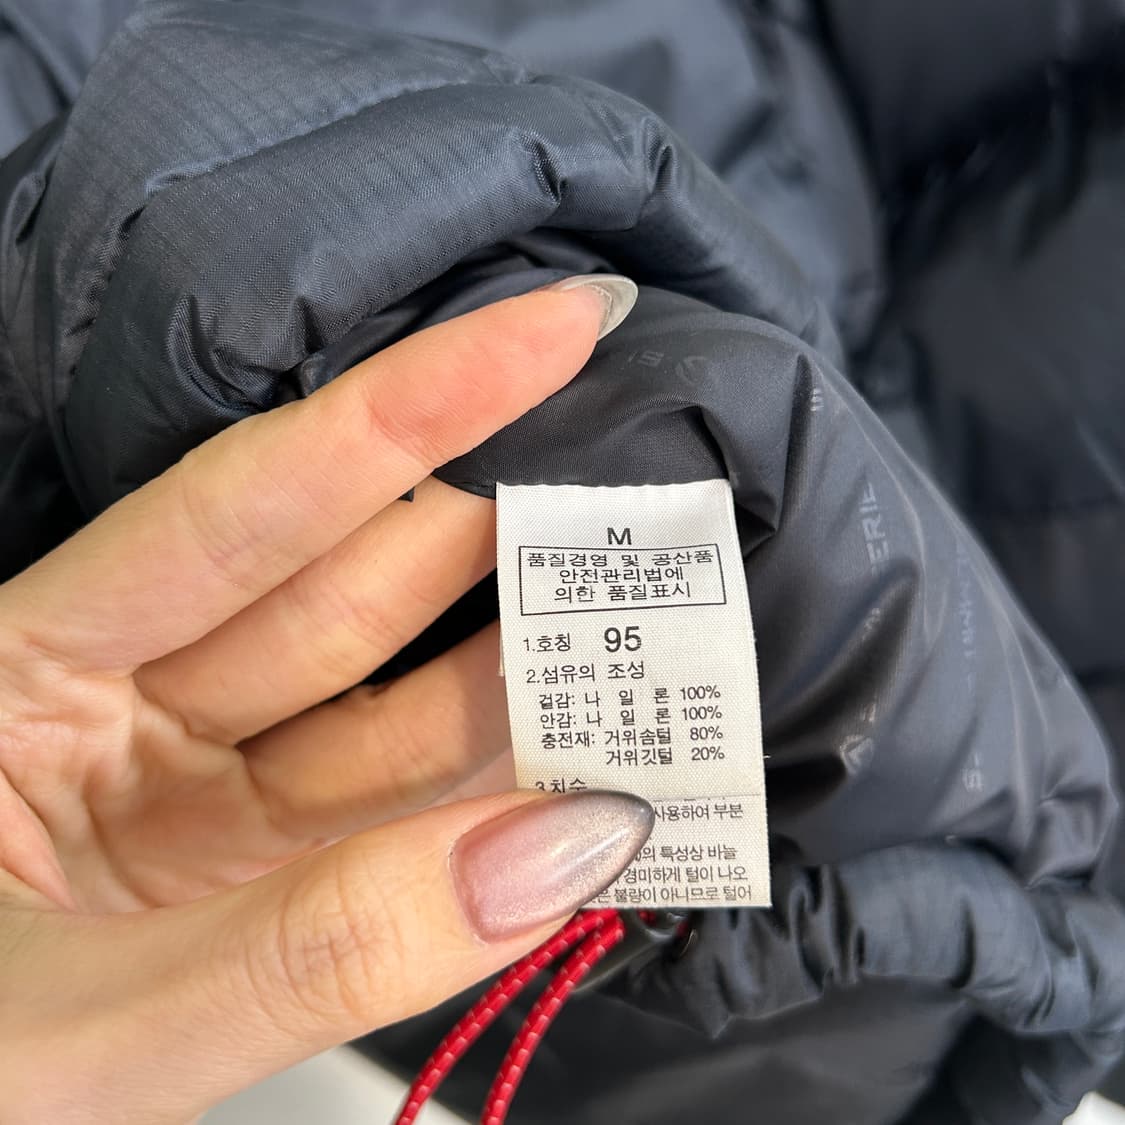 M
품질경영 및 공산품
안전관리법에
의한 품질표시
1.호칭 95
2.섬유의 조성
겉감: 나 일 론 100%
안감: 나 일 론 100%
충전재: 거위솜털 80%
거위깃털 20%
3.치수
사용하여 부분
특성상 바늘
경미하게 털이 나오
불량이 아니므로 털어